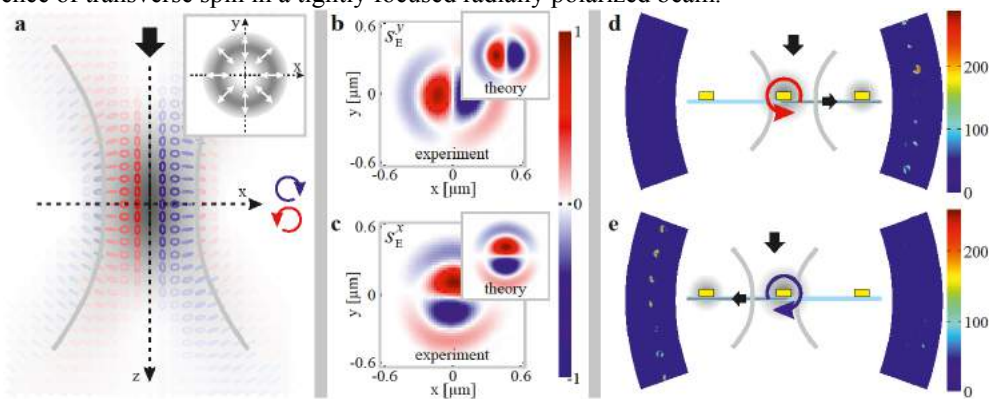 ence of transverse spin in a tightly-focused radially polarized beam.
a
y
x
x
z
b
S_E^y
y [µm]
0.6
0
-0.6
-0.6
0
0.6
x [µm]
theory
experiment
c
S_E^x
y [µm]
0.6
0
-0.6
-0.6
0
0.6
x [µm]
theory
experiment
1
0
-1
d
200
100
0
e
200
100
0